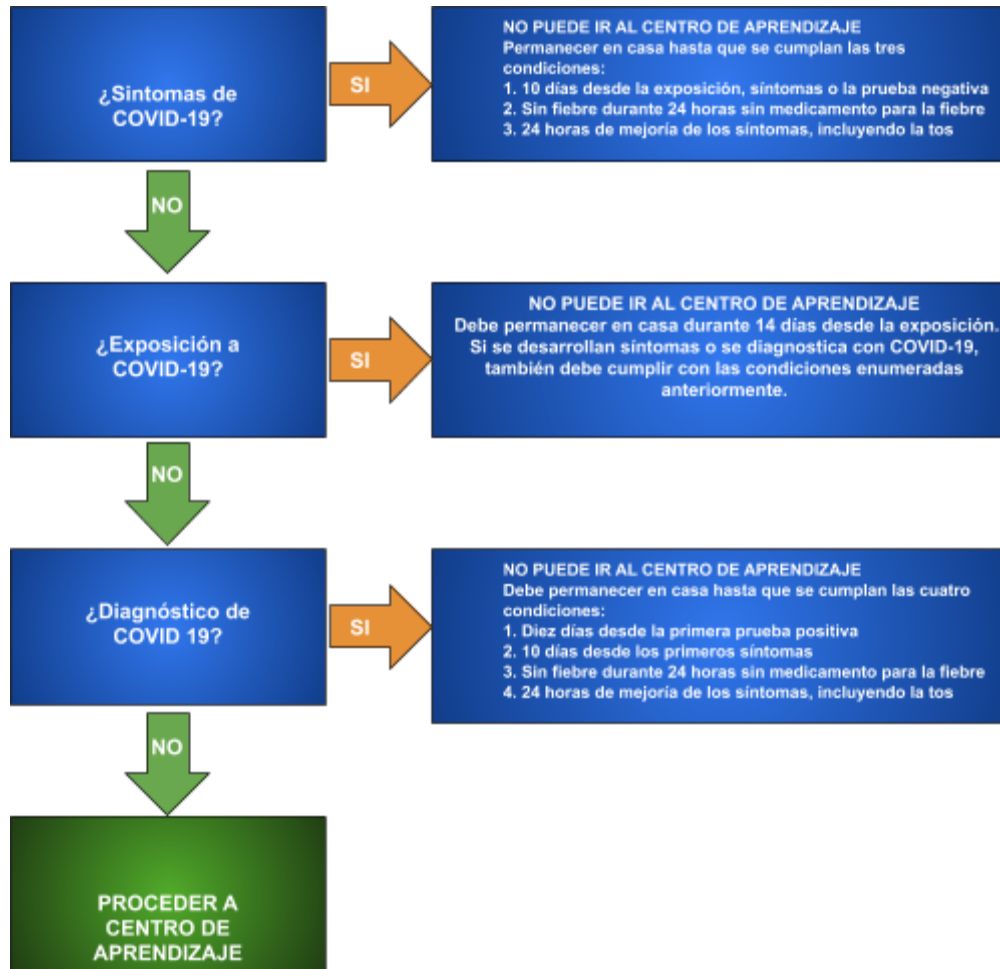 ¿Sintomas de
COVID-19?
SI
NO PUEDE IR AL CENTRO DE APRENDIZAJE
Permanecer en casa hasta que se cumplan las tres
condiciones:
1. 10 días desde la exposición, síntomas o la prueba negativa
2. Sin fiebre durante 24 horas sin medicamento para la fiebre
3. 24 horas de mejoría de los síntomas, incluyendo la tos
NO
¿Exposición a
COVID-19?
SI
NO PUEDE IR AL CENTRO DE APRENDIZAJE
Debe permanecer en casa durante 14 días desde la exposición.
Si se desarrollan síntomas o se diagnostica con COVID-19,
también debe cumplir con las condiciones enumeradas
anteriormente.
NO
¿Diagnóstico de
COVID 19?
SI
NO PUEDE IR AL CENTRO DE APRENDIZAJE
Debe permanecer en casa hasta que se cumplan las cuatro
condiciones:
1. Diez días desde la primera prueba positiva
2. 10 días desde los primeros síntomas
3. Sin fiebre durante 24 horas sin medicamento para la fiebre
4. 24 horas de mejoría de los síntomas, incluyendo la tos
NO
PROCEDER A
CENTRO DE
APRENDIZAJE